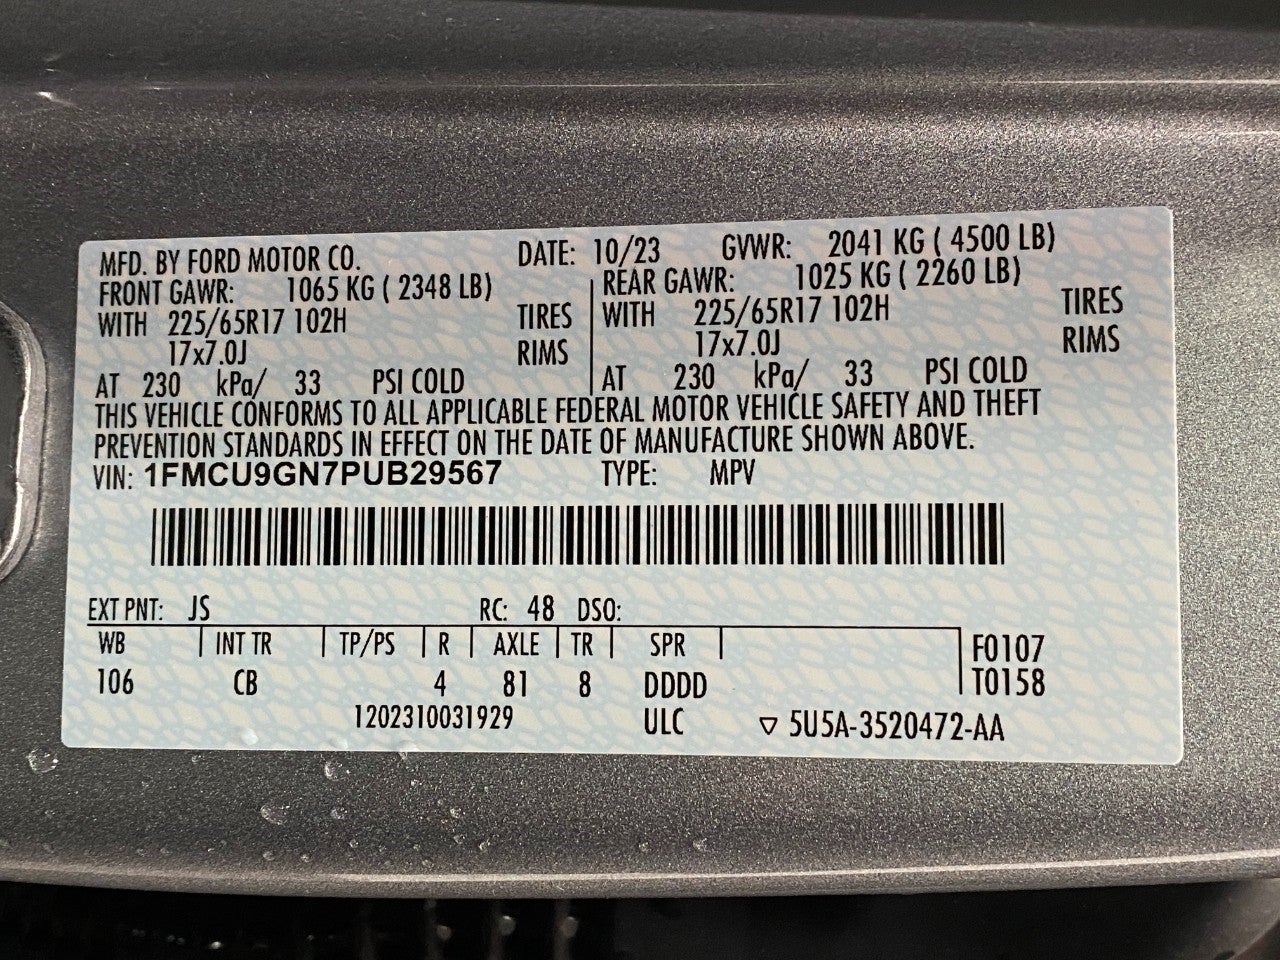 MFD. BY FORD MOTOR CO. DATE: 10/23 GVWR: 2041 KG ( 4500 LB)
FRONT GAWR: 1065 KG ( 2348 LB) REAR GAWR: 1025 KG ( 2260 LB)
WITH 225/65R17 102H TIRES WITH 225/65R17 102H TIRES
17x7.0J RIMS 17x7.0J RIMS
AT 230 kPa/ 33 PSI COLD AT 230 kPa/ 33 PSI COLD
THIS VEHICLE CONFORMS TO ALL APPLICABLE FEDERAL MOTOR VEHICLE SAFETY AND THEFT
PREVENTION STANDARDS IN EFFECT ON THE DATE OF MANUFACTURE SHOWN ABOVE.
VIN: 1FMCU9GN7PUB29567 TYPE: MPV
EXT PNT: JS RC: 48 DSO:
WB INT TR TP/PS R AXLE TR SPR F0107
106 CB 4 81 8 DDDD T0158
1202310031929 ULC ▽ 5U5A-3520472-AA